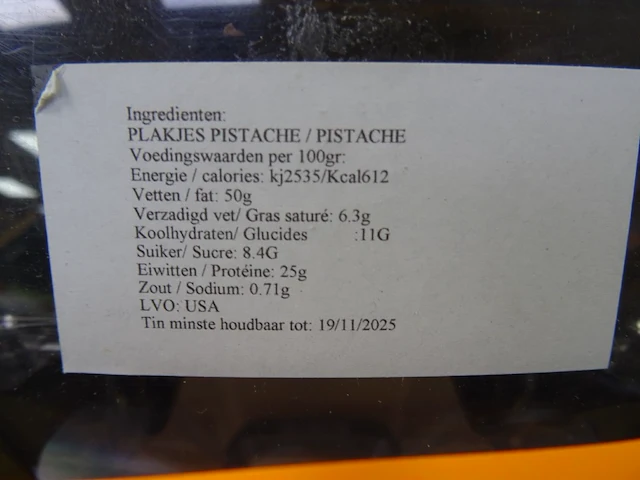 Ingredienten:
PLAKJES PISTACHE / PISTACHE
Voedingswaarden per 100gr:
Energie / calories: kj2535/Kcal612
Vetten / fat: 50g
Verzadigd vet/ Gras saturé: 6.3g
Koolhydraten/ Glucides :11G
Suiker/ Sucre: 8.4G
Eiwitten / Protéine: 25g
Zout / Sodium: 0.71g
LVO: USA
Tin minste houdbaar tot: 19/11/2025